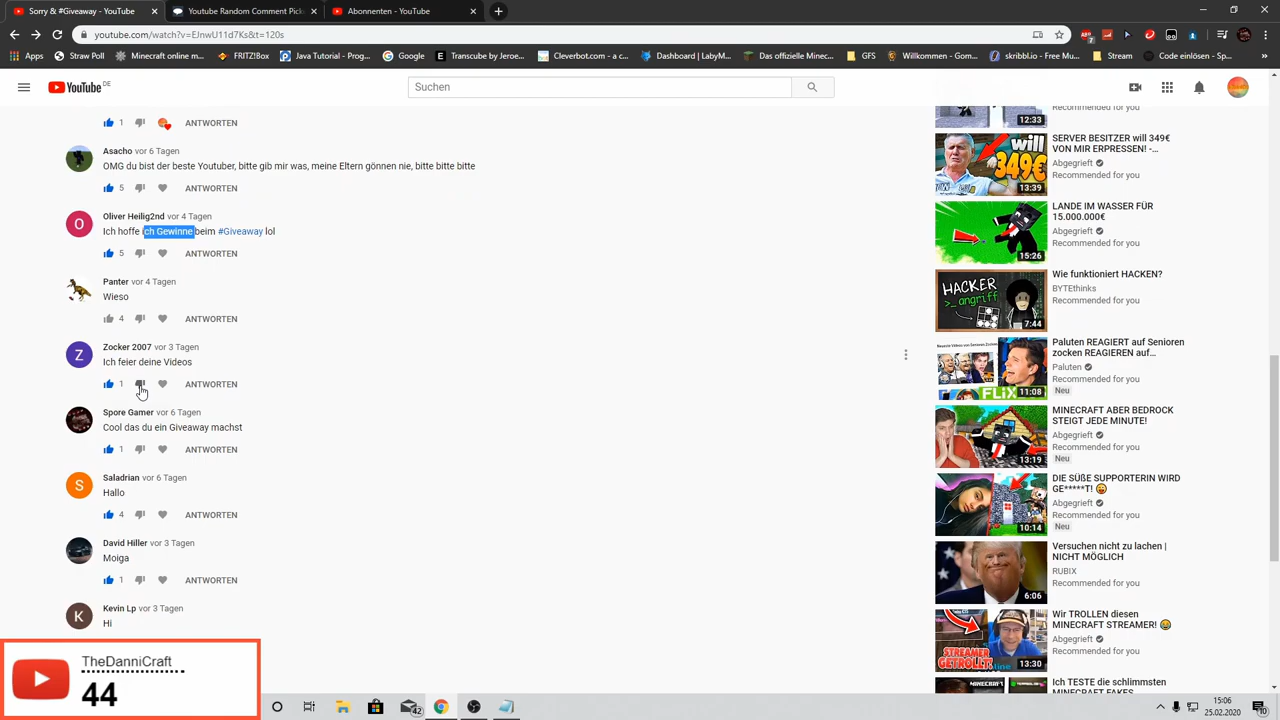 Sorry & Giveaway - YouTube
Youtube Random Comment Pick
Abonnenten - YouTube
youtube.com/watch?v=EJnwU11d7Ks&t=120s
Apps
Straw Poll
Minecraft online m...
FRITZ!Box
Java Tutorial - Prog...
Google
Transcube by Jeroen...
Cleverbot.com - a c...
Dashboard | LabyM...
Das offizielle Minec...
GFS
Willkommen - Gom...
skribbl.io
Stream
Code einlösen - Sp...
YouTube DE
Suchen
1 ANTWORTEN
Asacho vor 6 Tagen
OMG du bist der beste Youtuber, bitte gib mir was, meine Eltern gönnen nie, bitte bitte bitte
5 ANTWORTEN
Oliver Heilig2nd vor 4 Tagen
Ich hoffe ich Gewinne beim #Giveaway lol
5 ANTWORTEN
Panter vor 4 Tagen
Wieso
4 ANTWORTEN
Zocker 2007 vor 3 Tagen
Ich feier deine Videos
1 ANTWORTEN
Spore Gamer vor 6 Tagen
Cool das du ein Giveaway machst
1 ANTWORTEN
Saladrian vor 6 Tagen
Hallo
4 ANTWORTEN
David Hiller vor 3 Tagen
Moiga
1 ANTWORTEN
Kevin Lp vor 3 Tagen
Hi
TheDanniCraft
44
12:33
Recommended for you
will
349€
13:39
SERVER BESITZER will 349€
VON MIR ERPRESSEN! -...
Abgegrieft
Recommended for you
15:26
LANDE IM WASSER FÜR
15.000.000€
Abgegrieft
Recommended for you
HACKER
>_angriff
7:44
Wie funktioniert HACKEN?
BYTEthinks
Recommended for you
FLiX
11:08
Paluten REAGIERT auf Senioren
zocken REAGIEREN auf...
Paluten
Recommended for you
Neu
13:19
MINECRAFT ABER BEDROCK
STEIGT JEDE MINUTE!
Abgegrieft
Recommended for you
Neu
10:14
DIE SÜßE SUPPORTERIN WIRD
GE*****T!
Abgegrieft
Recommended for you
Neu
6:06
Versuchen nicht zu lachen |
NICHT MÖGLICH
RUBIX
Recommended for you
STREAMER
GETROLLT!
13:30
Wir TROLLEN diesen
MINECRAFT STREAMER!
Abgegrieft
Recommended for you
Ich TESTE die schlimmsten
MINECRAFT FAKES
15:06
25.02.2020